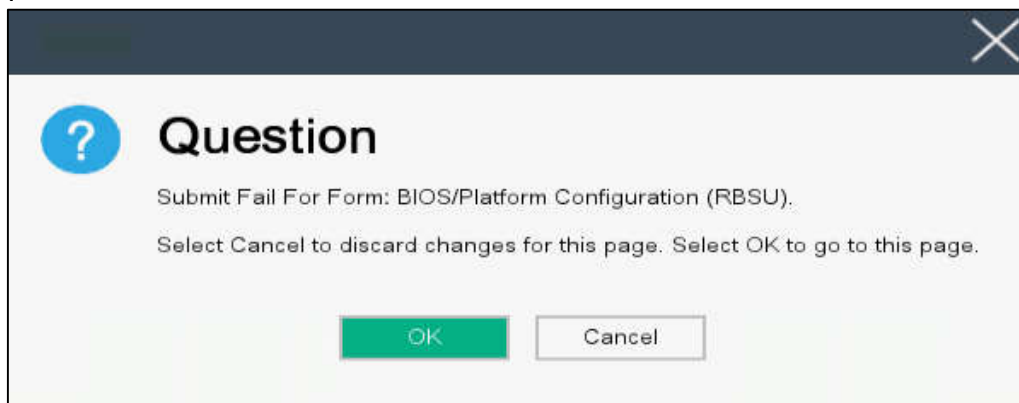 Question
Submit Fail For Form: BIOS/Platform Configuration (RBSU).
Select Cancel to discard changes for this page. Select OK to go to this page.
OK
Cancel